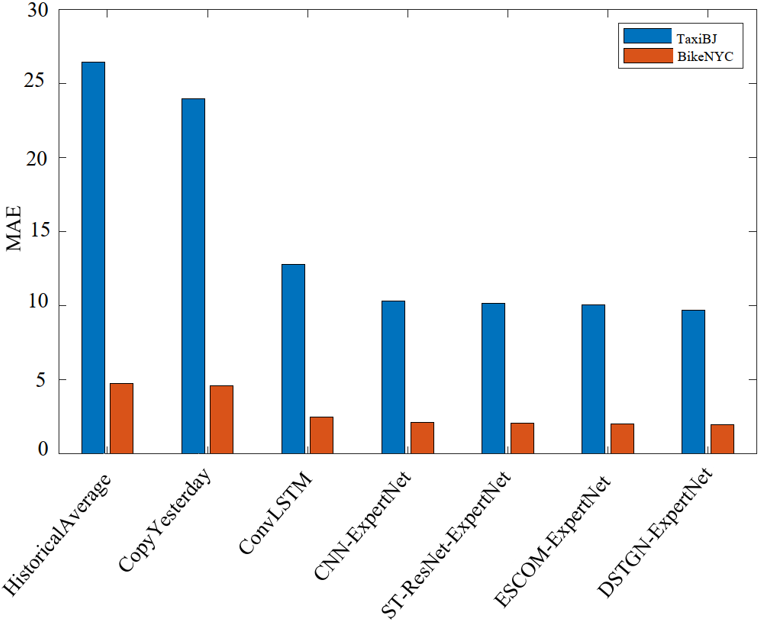 30
25
20
15
10
5
0
MAE
TaxiBJ
BikeNYC
HistoricalAverage
CopyYesterday
ConvLSTM
CNN-ExpertNet
ST-ResNet-ExpertNet
ESCOM-ExpertNet
DSTGN-ExpertNet